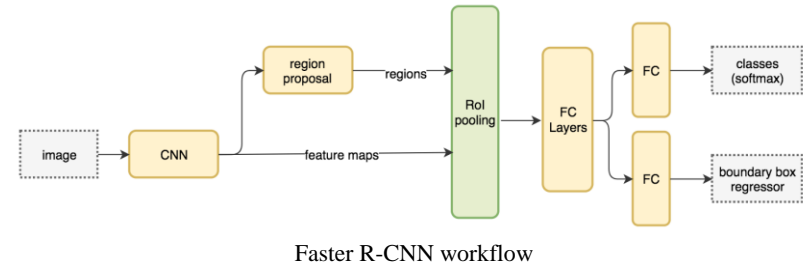 image
CNN
region
proposal
regions
feature maps
RoI
pooling
FC
Layers
FC
classes
(softmax)
FC
boundary box
regressor
Faster R-CNN workflow